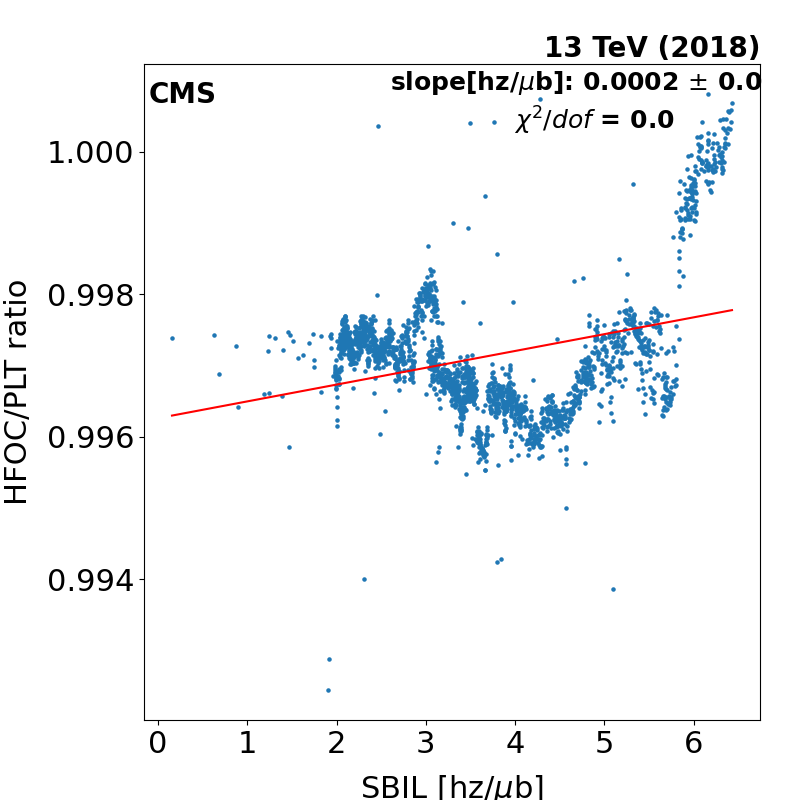 13 TeV (2018)
CMS
slope[hz/μb]: 0.0002 ± 0.0
χ²/dof = 0.0
HFOC/PLT ratio
1.000
0.998
0.996
0.994
0 1 2 3 4 5 6
SBIL [hz/μb]